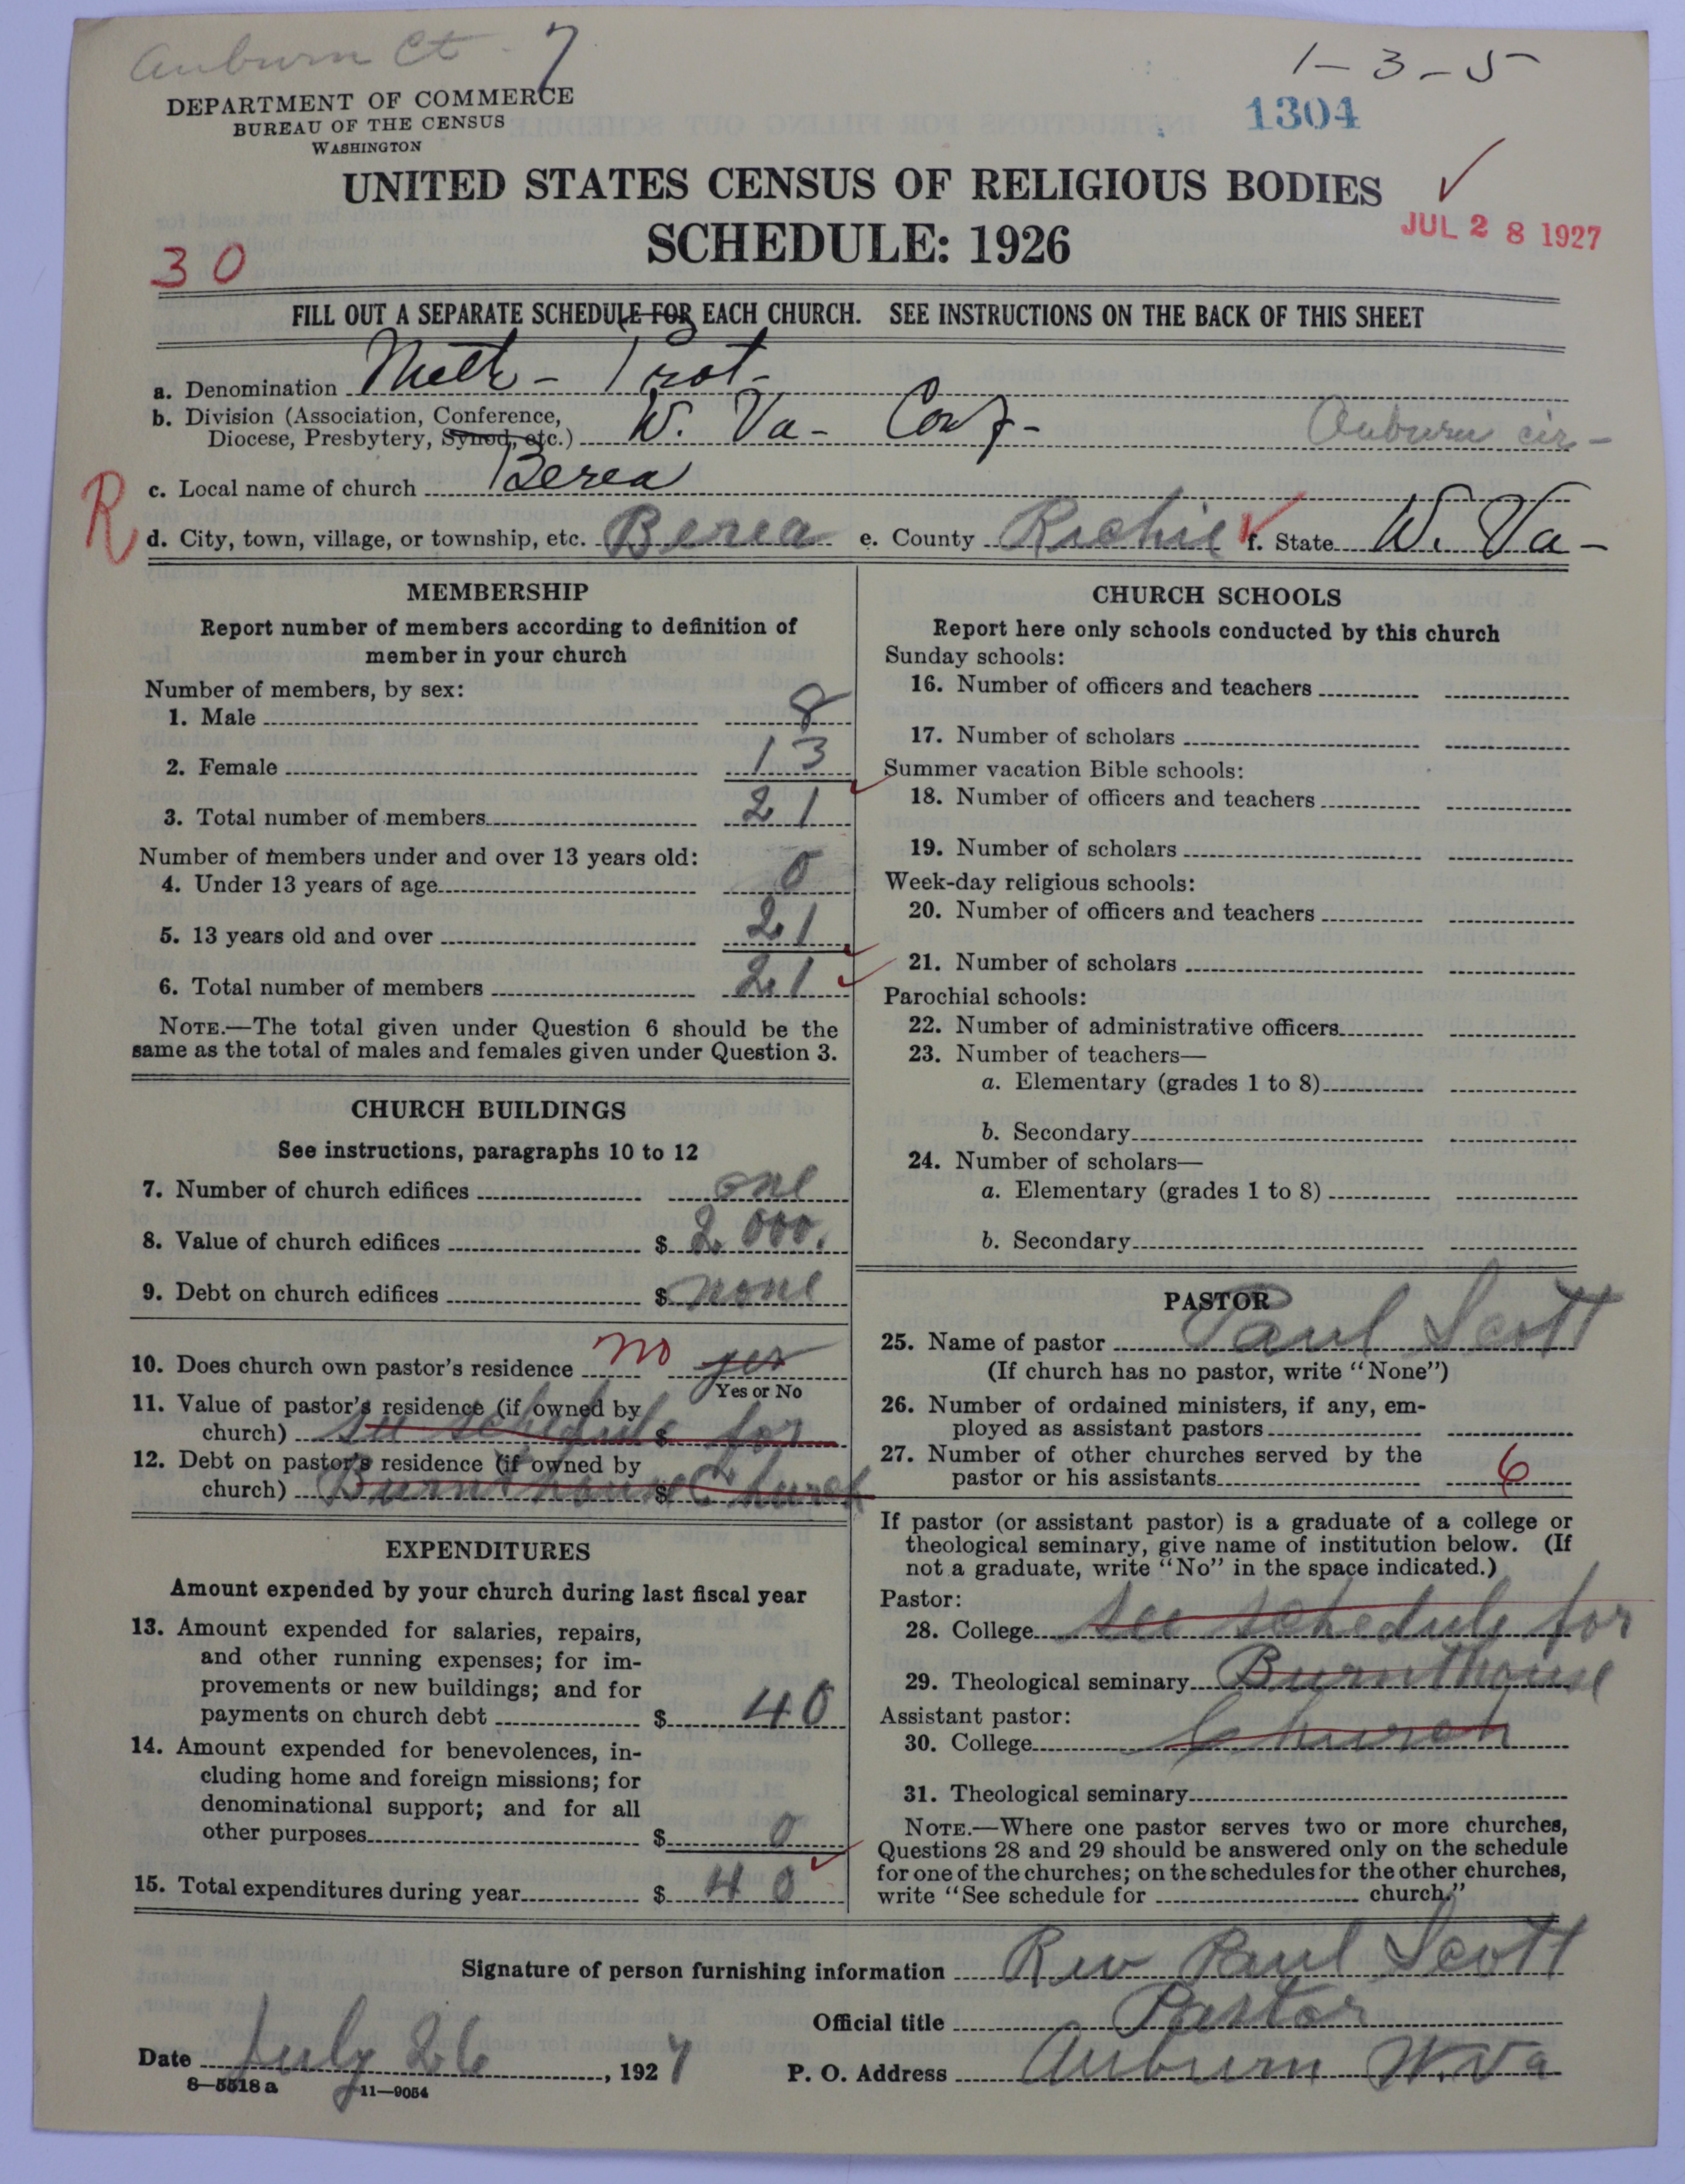 Auburn Ct - 7
1-3-5
DEPARTMENT OF COMMERCE
BUREAU OF THE CENSUS
WASHINGTON
1304
UNITED STATES CENSUS OF RELIGIOUS BODIES
SCHEDULE: 1926
JUL 28 1927
30
FILL OUT A SEPARATE SCHEDULE FOR EACH CHURCH. SEE INSTRUCTIONS ON THE BACK OF THIS SHEET
a. Denomination Meth - Prot -
b. Division (Association, Conference,
Diocese, Presbytery, Synod, etc.) W. Va - Conf - Auburn cir -
R
c. Local name of church Berea
d. City, town, village, or township, etc. Berea e. County Richie f. State W. Va -
MEMBERSHIP
Report number of members according to definition of
member in your church
Number of members, by sex:
1. Male 8
2. Female 13
3. Total number of members 21
Number of members under and over 13 years old:
4. Under 13 years of age 0
5. 13 years old and over 21
6. Total number of members 21
NOTE.—The total given under Question 6 should be the
same as the total of males and females given under Question 3.
CHURCH BUILDINGS
See instructions, paragraphs 10 to 12
7. Number of church edifices one
8. Value of church edifices $ 2 000.
9. Debt on church edifices $ none
10. Does church own pastor's residence no yes
Yes or No
11. Value of pastor's residence (if owned by
church) see schedule $ for
12. Debt on pastor's residence (if owned by
church) Burnthouse $ Church
EXPENDITURES
Amount expended by your church during last fiscal year
13. Amount expended for salaries, repairs,
and other running expenses; for im-
provements or new buildings; and for
payments on church debt $ 40
14. Amount expended for benevolences, in-
cluding home and foreign missions; for
denominational support; and for all
other purposes $ 0
15. Total expenditures during year $ 40
CHURCH SCHOOLS
Report here only schools conducted by this church
Sunday schools:
16. Number of officers and teachers
17. Number of scholars
Summer vacation Bible schools:
18. Number of officers and teachers
19. Number of scholars
Week-day religious schools:
20. Number of officers and teachers
21. Number of scholars
Parochial schools:
22. Number of administrative officers
23. Number of teachers—
a. Elementary (grades 1 to 8)
b. Secondary
24. Number of scholars—
a. Elementary (grades 1 to 8)
b. Secondary
PASTOR
25. Name of pastor Paul Scott
(If church has no pastor, write "None")
26. Number of ordained ministers, if any, em-
ployed as assistant pastors
27. Number of other churches served by the
pastor or his assistants 6
If pastor (or assistant pastor) is a graduate of a college or
theological seminary, give name of institution below. (If
not a graduate, write "No" in the space indicated.)
Pastor:
28. College see schedule for
29. Theological seminary Burnthouse
Assistant pastor:
30. College Church
31. Theological seminary
NOTE.—Where one pastor serves two or more churches,
Questions 28 and 29 should be answered only on the schedule
for one of the churches; on the schedules for the other churches,
write "See schedule for church."
Signature of person furnishing information Rev Paul Scott
Official title Pastor
Date July 26, 1927 P. O. Address Auburn W. Va
8-5518a 11-9054